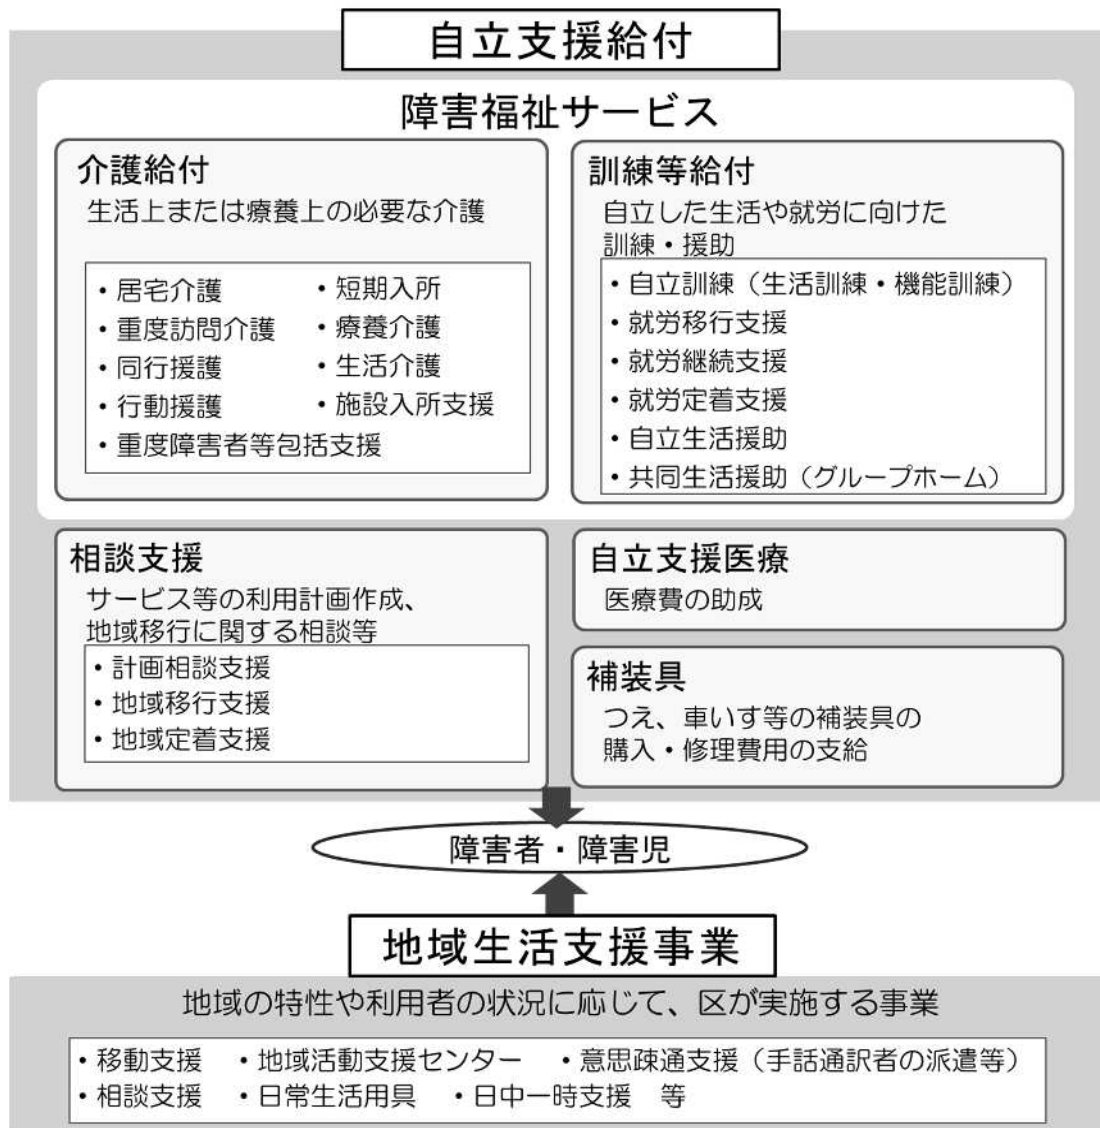 自立支援給付
障害福祉サービス
介護給付
生活上または療養上の必要な介護
・居宅介護
・重度訪問介護
・同行援護
・行動援護
・重度障害者等包括支援
・短期入所
・療養介護
・生活介護
・施設入所支援
訓練等給付
自立した生活や就労に向けた
訓練・援助
・自立訓練（生活訓練・機能訓練）
・就労移行支援
・就労継続支援
・就労定着支援
・自立生活援助
・共同生活援助（グループホーム）
相談支援
サービス等の利用計画作成、
地域移行に関する相談等
・計画相談支援
・地域移行支援
・地域定着支援
自立支援医療
医療費の助成
補装具
つえ、車いす等の補装具の
購入・修理費用の支給
障害者・障害児
地域生活支援事業
地域の特性や利用者の状況に応じて、区が実施する事業
・移動支援　・地域活動支援センター　・意思疎通支援（手話通訳者の派遣等）
・相談支援　・日常生活用具　・日中一時支援　等